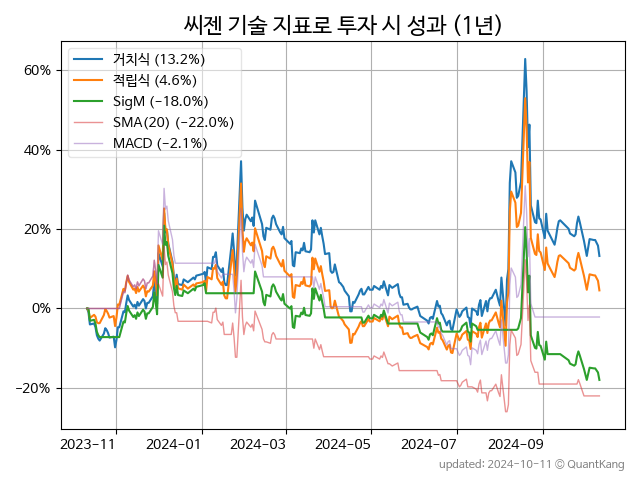 씨젠 기술 지표로 투자 시 성과 (1년)
거치식 (13.2%)
적립식 (4.6%)
SigM (−18.0%)
SMA(20) (−22.0%)
MACD (−2.1%)
60%
40%
20%
0%
−20%
2023-11 2024-01 2024-03 2024-05 2024-07 2024-09
updated: 2024-10-11 © QuantKang